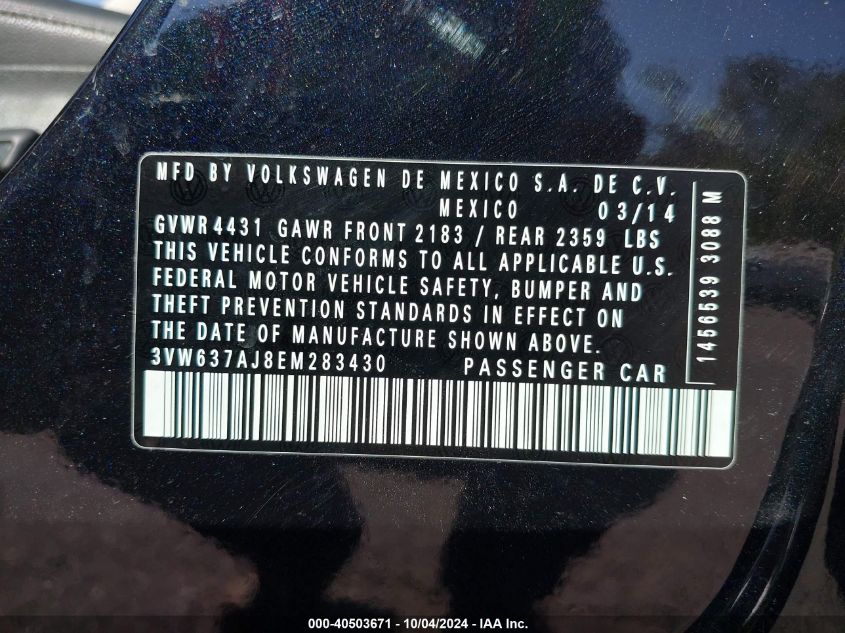 MFD BY VOLKSWAGEN DE MEXICO S.A. DE C.V.
MEXICO 03/14
GVWR 4431 GAWR FRONT 2183 / REAR 2359 LBS
THIS VEHICLE CONFORMS TO ALL APPLICABLE U.S.
FEDERAL MOTOR VEHICLE SAFETY, BUMPER AND
THEFT PREVENTION STANDARDS IN EFFECT ON
THE DATE OF MANUFACTURE SHOWN ABOVE.
3VW637AJ8EM283430 PASSENGER CAR
1456539 3088 M
000-40503671 - 10/04/2024 - IAA Inc.